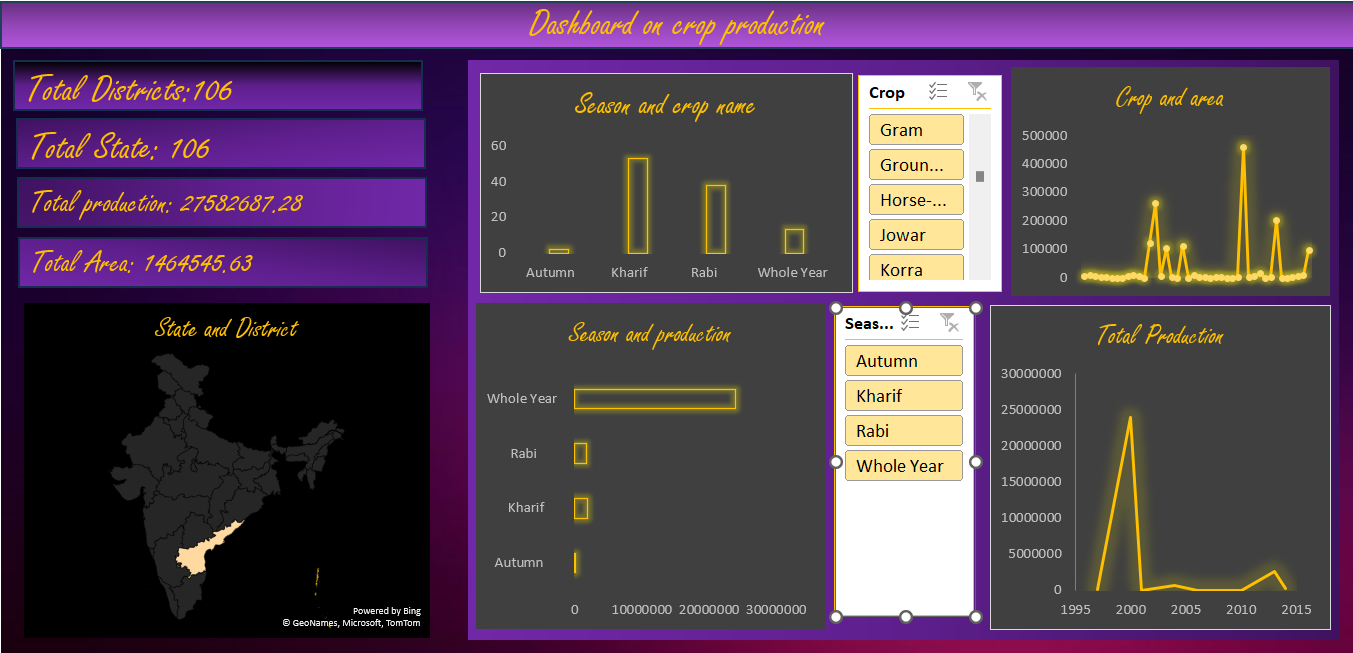 Dashboard on crop production
Total Districts:106
Total State: 106
Total production: 27582687.28
Total Area: 1464545.63
State and District
Powered by Bing
© GeoNames, Microsoft, TomTom
Season and crop name
60
40
20
0
Autumn Kharif Rabi Whole Year
Crop
Gram
Groun...
Horse-...
Jowar
Korra
Crop and area
500000
400000
300000
200000
100000
0
Season and production
Whole Year
Rabi
Kharif
Autumn
0 10000000 20000000 30000000
Seas...
Autumn
Kharif
Rabi
Whole Year
Total Production
30000000
25000000
20000000
15000000
10000000
5000000
0
1995 2000 2005 2010 2015